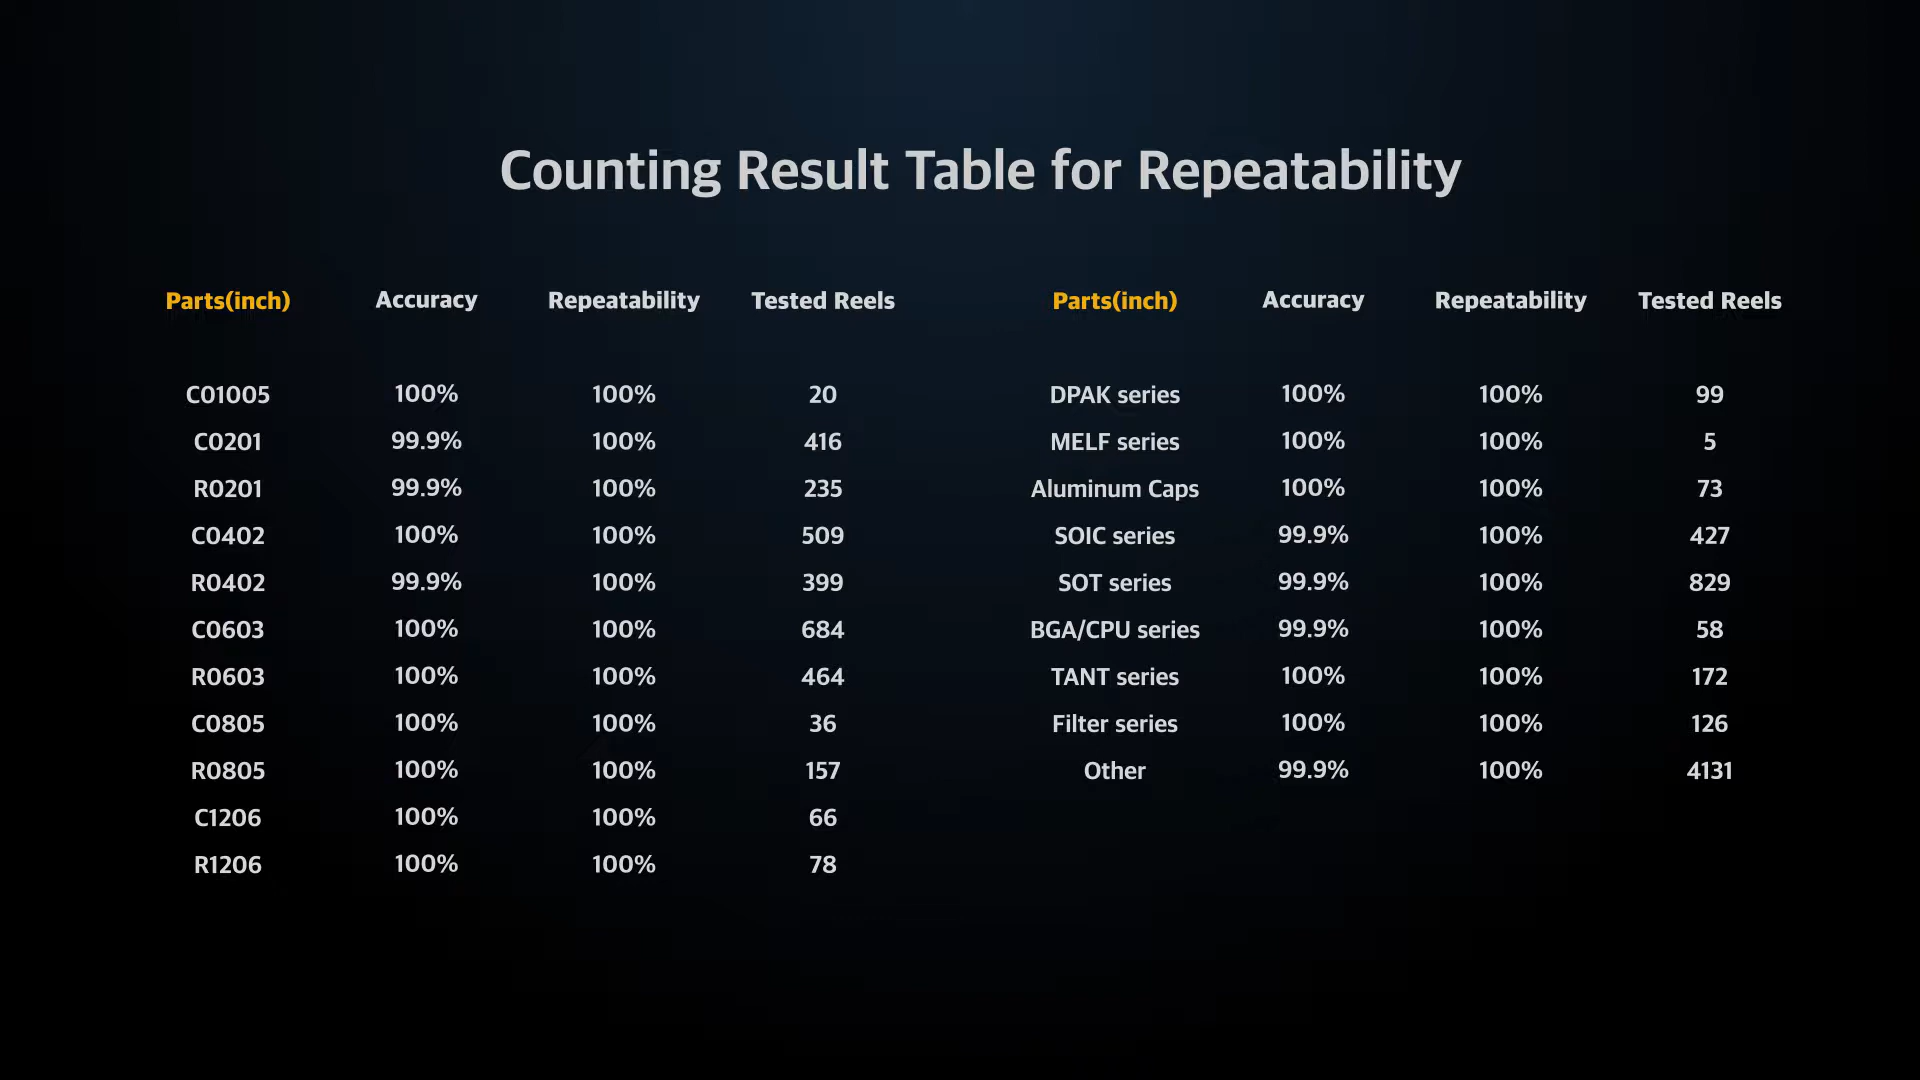 Counting Result Table for Repeatability
Parts(inch) Accuracy Repeatability Tested Reels
C01005 100% 100% 20
C0201 99.9% 100% 416
R0201 99.9% 100% 235
C0402 100% 100% 509
R0402 99.9% 100% 399
C0603 100% 100% 684
R0603 100% 100% 464
C0805 100% 100% 36
R0805 100% 100% 157
C1206 100% 100% 66
R1206 100% 100% 78
Parts(inch) Accuracy Repeatability Tested Reels
DPAK series 100% 100% 99
MELF series 100% 100% 5
Aluminum Caps 100% 100% 73
SOIC series 99.9% 100% 427
SOT series 99.9% 100% 829
BGA/CPU series 99.9% 100% 58
TANT series 100% 100% 172
Filter series 100% 100% 126
Other 99.9% 100% 4131